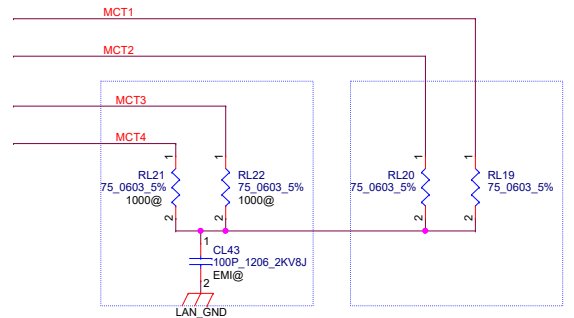 MCT1
MCT2
MCT3
MCT4
1
1
1
1
RL21
75_0603_5%
1000@
RL22
75_0603_5%
1000@
RL20
75_0603_5%
RL19
75_0603_5%
2
2
2
2
1
CL43
100P_1206_2KV8J
EMI@
2
LAN_GND